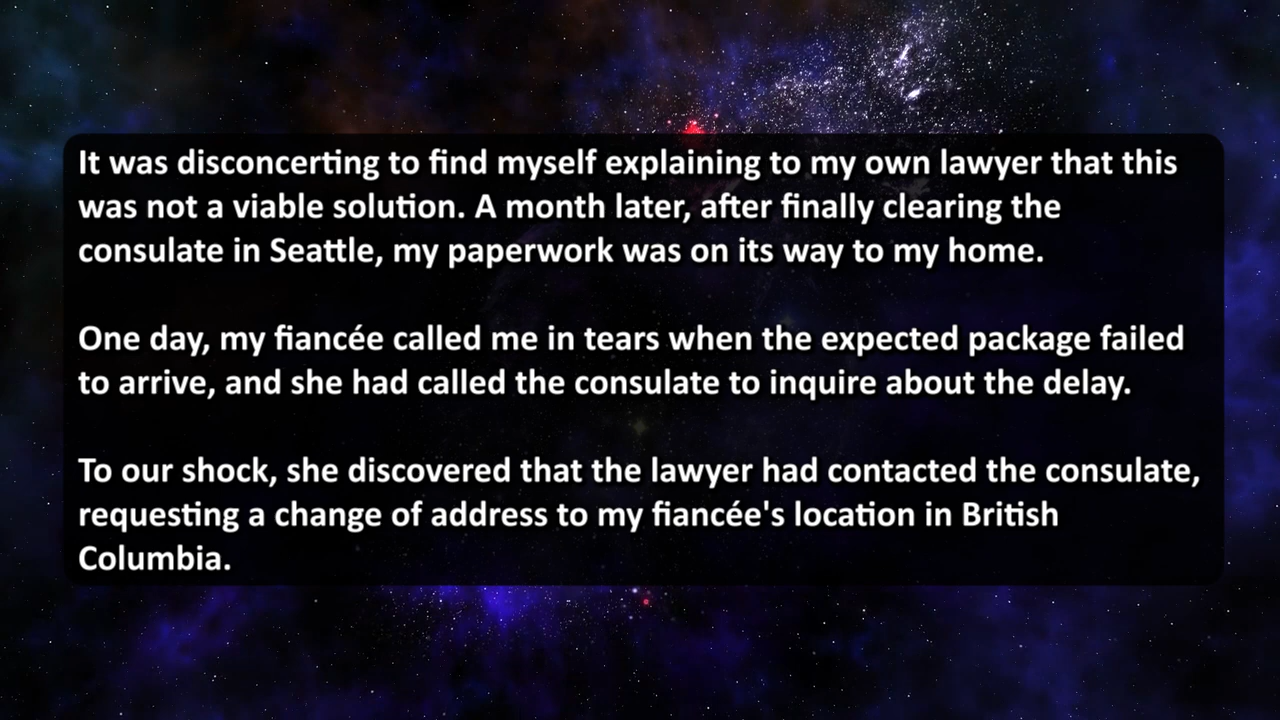 It was disconcerting to find myself explaining to my own lawyer that this
was not a viable solution. A month later, after finally clearing the
consulate in Seattle, my paperwork was on its way to my home.
One day, my fiancée called me in tears when the expected package failed
to arrive, and she had called the consulate to inquire about the delay.
To our shock, she discovered that the lawyer had contacted the consulate,
requesting a change of address to my fiancée's location in British
Columbia.